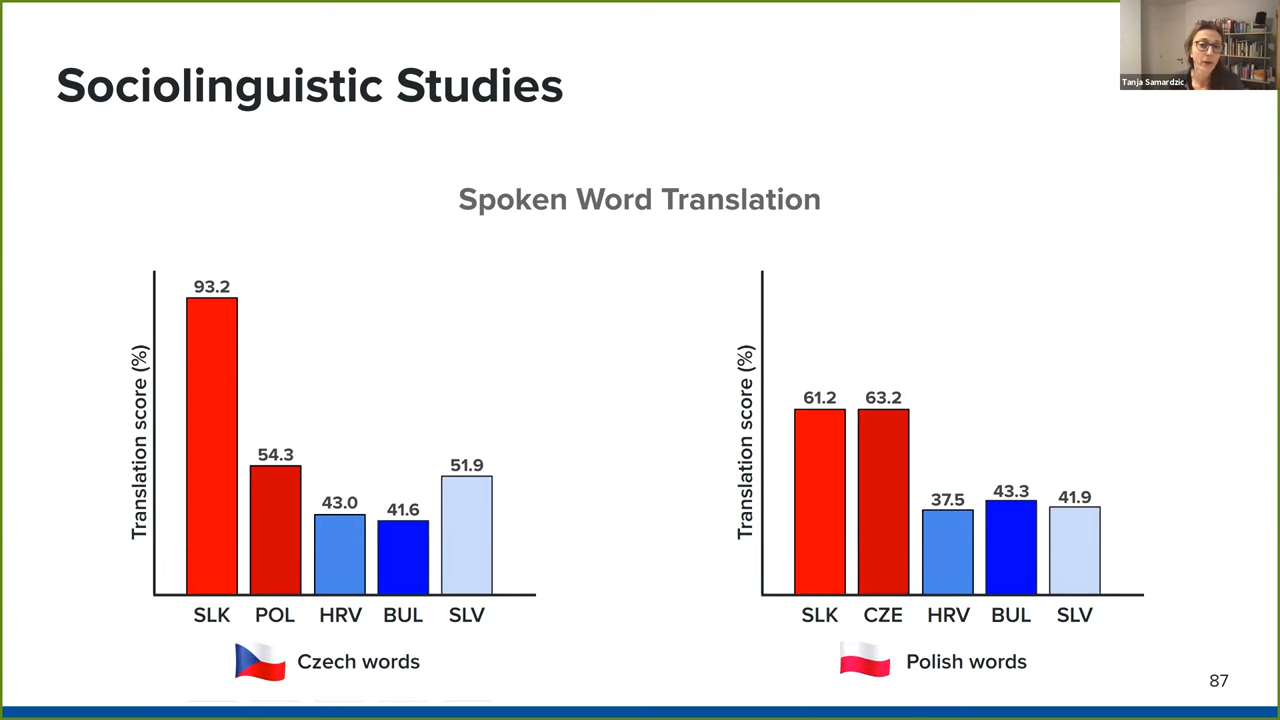 Tanja Samardzic
Sociolinguistic Studies
Spoken Word Translation
Translation score (%)
93.2
54.3
43.0
41.6
51.9
SLK POL HRV BUL SLV
Czech words
Translation score (%)
61.2
63.2
37.5
43.3
41.9
SLK CZE HRV BUL SLV
Polish words
87